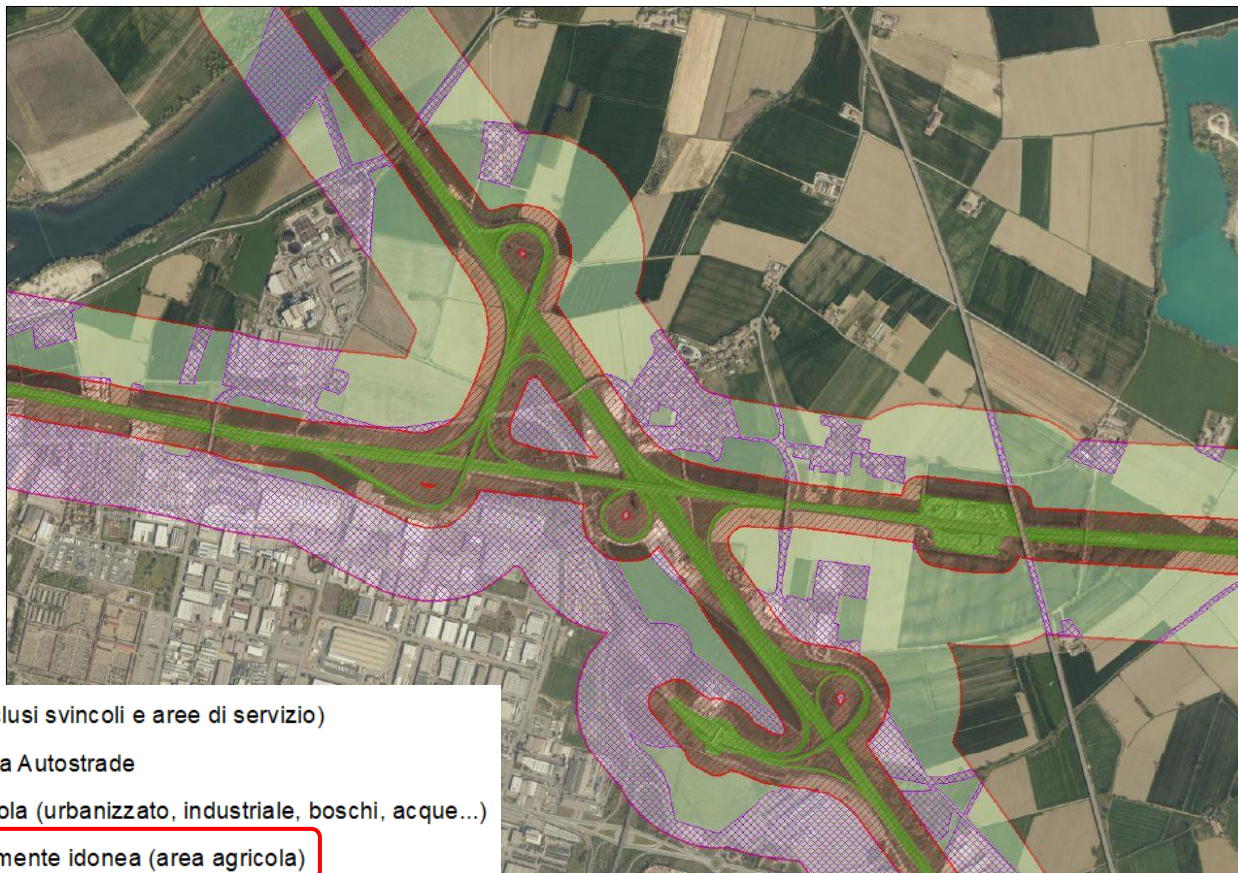 clusi svincoli e aree di servizio)
a Autostrade
ola (urbanizzato, industriale, boschi, acque...)
mente idonea (area agricola)